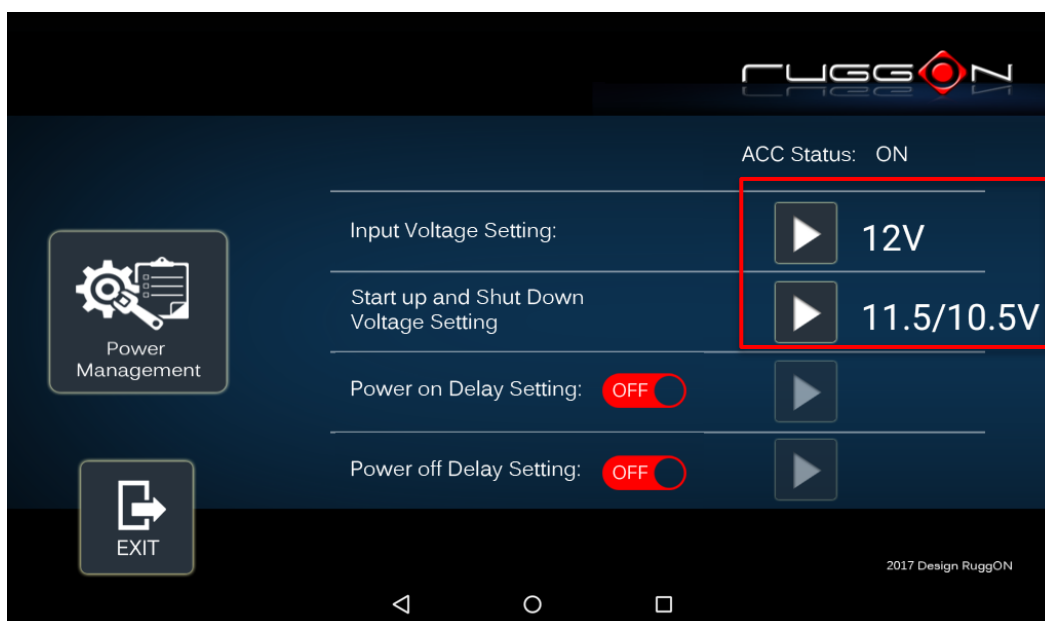 ruggON
ACC Status: ON
Input Voltage Setting:
12V
Start up and Shut Down
Voltage Setting
11.5/10.5V
Power
Management
Power on Delay Setting:
OFF
Power off Delay Setting:
OFF
EXIT
2017 Design RuggON